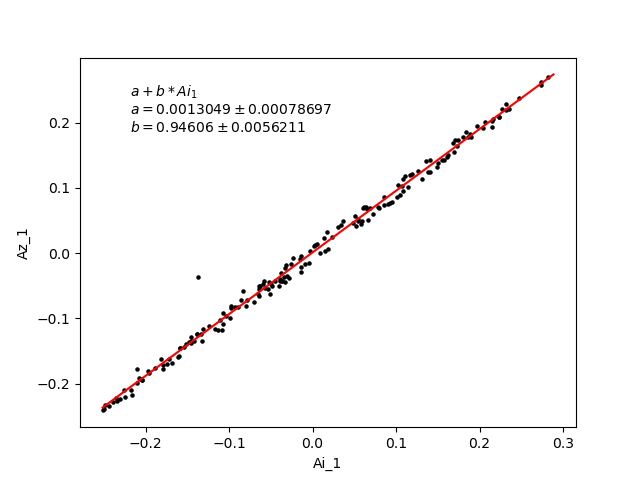 a + b * Ai₁
a = 0.0013049 ± 0.00078697
b = 0.94606 ± 0.0056211
0.2
0.1
0.0
−0.1
−0.2
Az_1
−0.2 −0.1 0.0 0.1 0.2 0.3
Ai_1